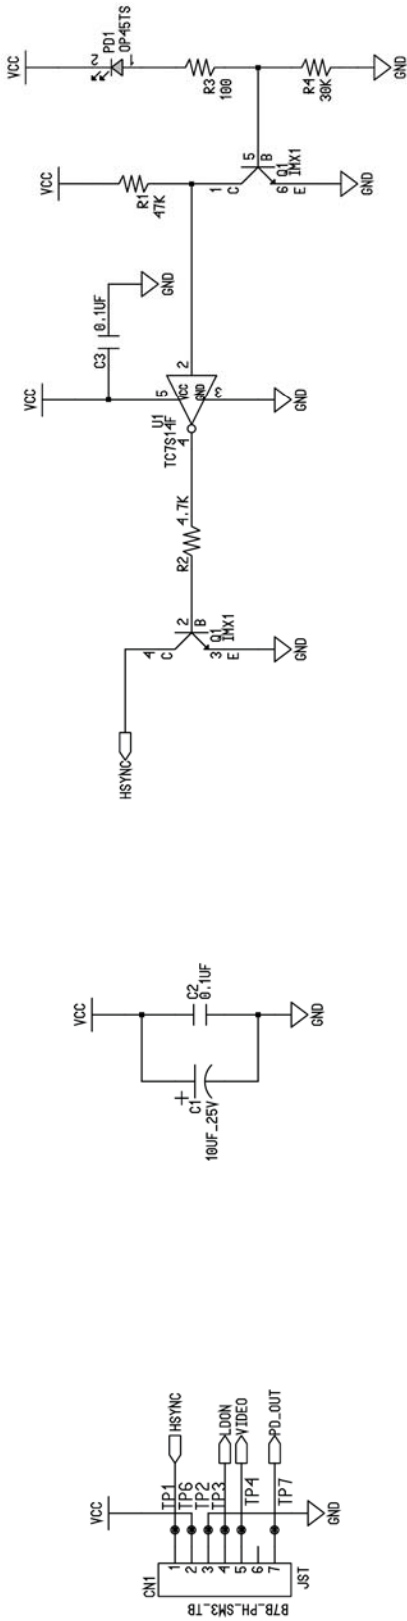 VCC
2
PD1
OP45TS
1
R3
100
R4
30K
GND
VCC
R1
47K
1
C
5
B
Q1
IMX1
6
E
GND
C3
0.1UF
GND
VCC
5
VCC
GND
3
2
GND
U1
4
TC7S14F
R2
4.7K
2
B
Q1
IMX1
4
C
3
E
GND
HSYNC
VCC
C2
0.1UF
+
C1
10UF_25V
GND
VCC
HSYNC
LDON
VIDEO
PD_OUT
GND
TP1
TP6
TP2
TP3
TP4
TP7
1
2
3
4
5
6
7
CN1
JST
B7B_PH_SM3_TB